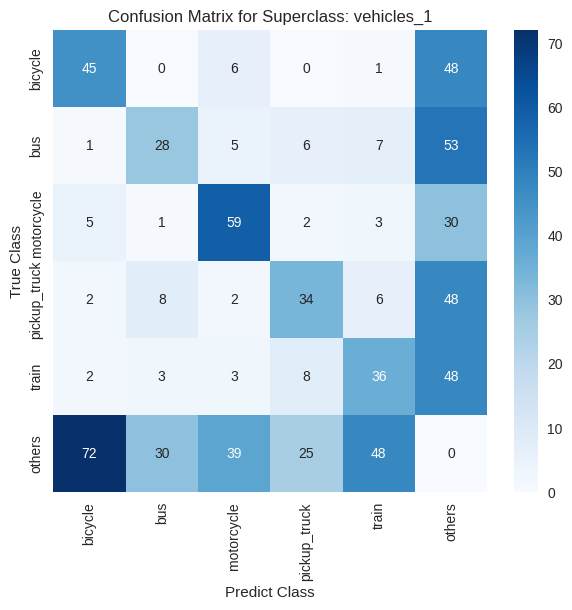 Confusion Matrix for Superclass: vehicles_1
True Class
bicycle 45 0 6 0 1 48
bus 1 28 5 6 7 53
motorcycle 5 1 59 2 3 30
pickup_truck 2 8 2 34 6 48
train 2 3 3 8 36 48
others 72 30 39 25 48 0
bicycle bus motorcycle pickup_truck train others
Predict Class
70
60
50
40
30
20
10
0